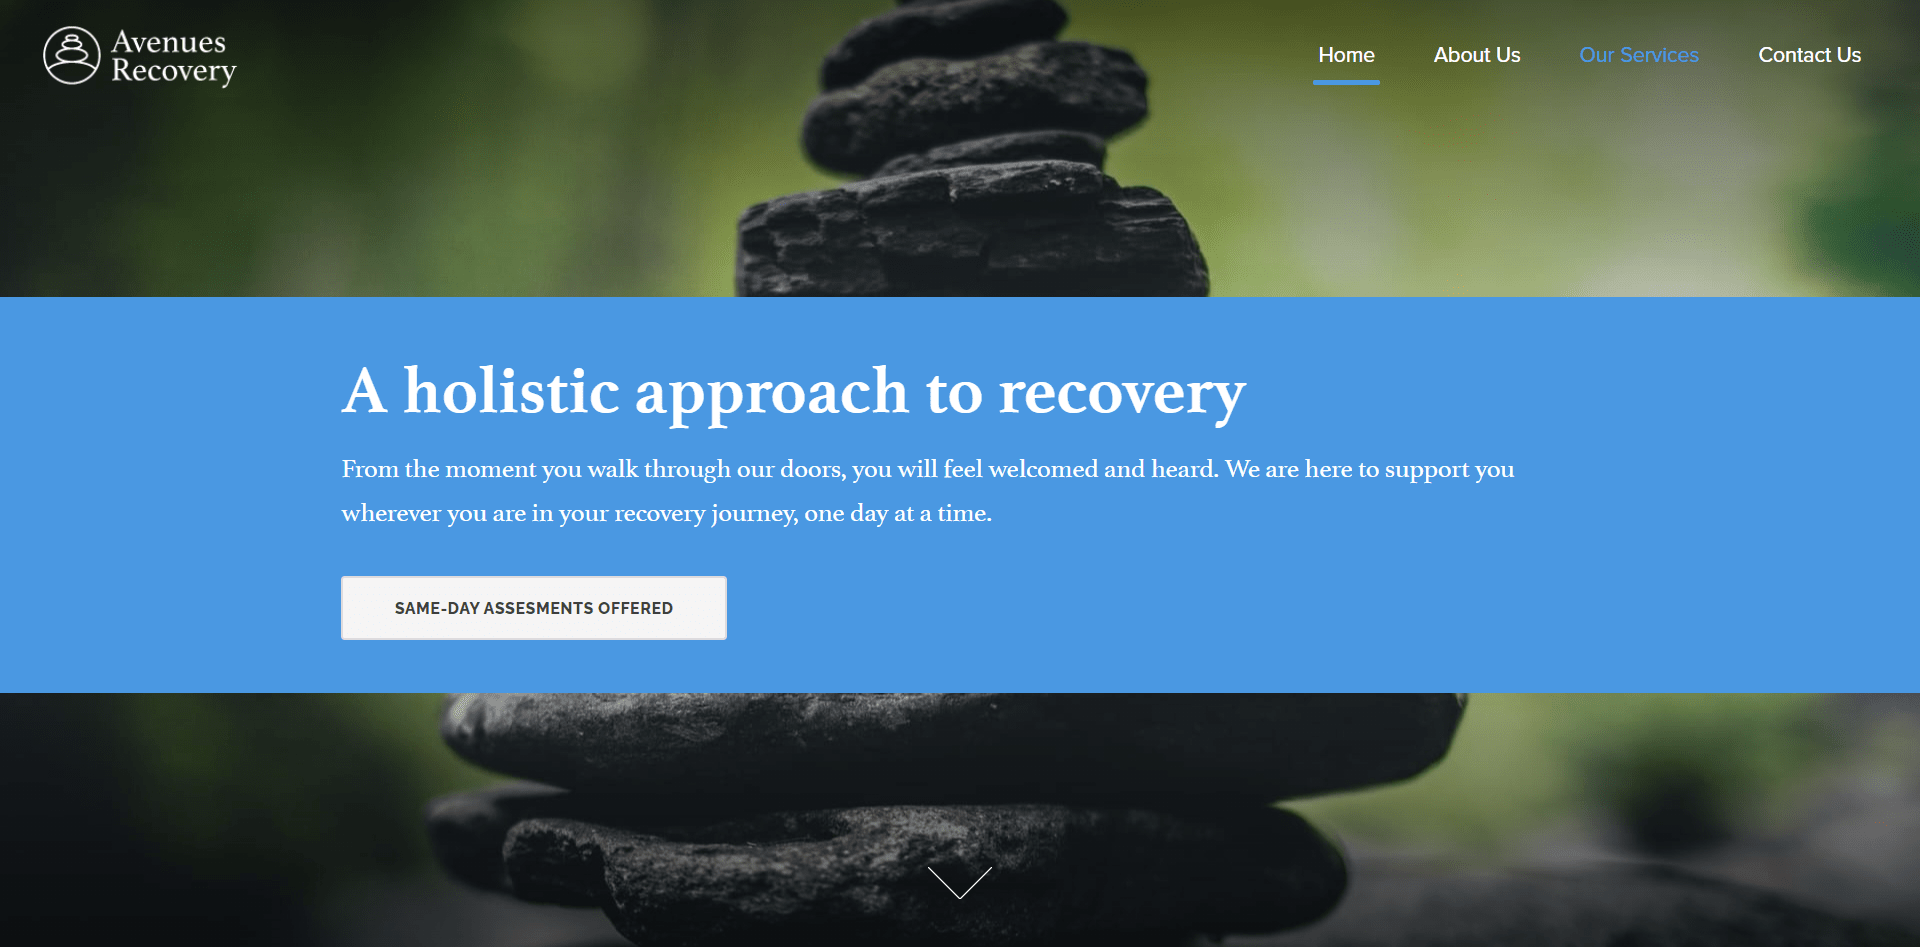 Avenues
Recovery
Home
About Us
Our Services
Contact Us
A holistic approach to recovery
From the moment you walk through our doors, you will feel welcomed and heard. We are here to support you
wherever you are in your recovery journey, one day at a time.
SAME-DAY ASSESMENTS OFFERED